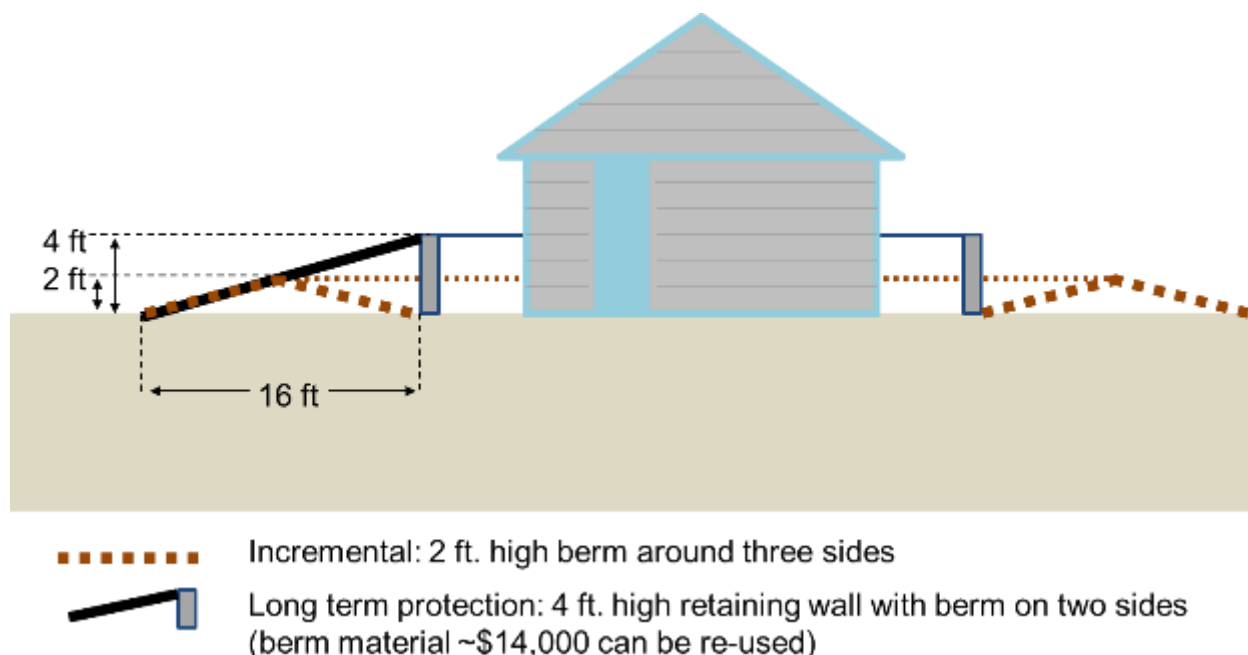 4 ft
2 ft
16 ft
Incremental: 2 ft. high berm around three sides
Long term protection: 4 ft. high retaining wall with berm on two sides
(berm material ~$14,000 can be re-used)